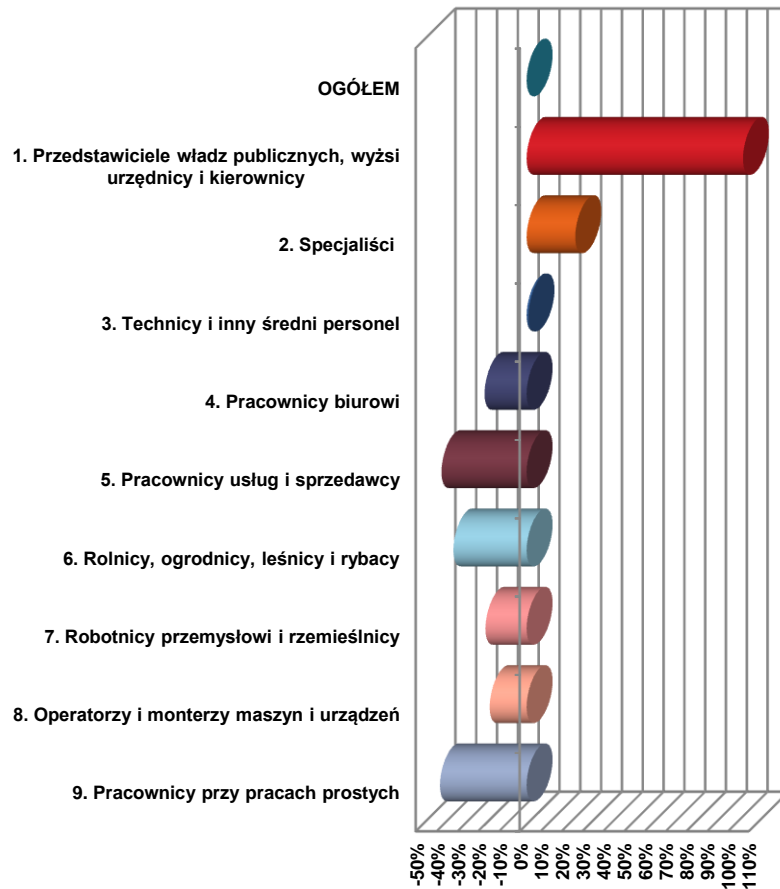 OGÓŁEM
1. Przedstawiciele władz publicznych, wyżsi
urzędnicy i kierownicy
2. Specjaliści
3. Technicy i inny średni personel
4. Pracownicy biurowi
5. Pracownicy usług i sprzedawcy
6. Rolnicy, ogrodnicy, leśnicy i rybacy
7. Robotnicy przemysłowi i rzemieślnicy
8. Operatorzy i monterzy maszyn i urządzeń
9. Pracownicy przy pracach prostych
-50%
-40%
-30%
-20%
-10%
0%
10%
20%
30%
40%
50%
60%
70%
80%
90%
100%
110%